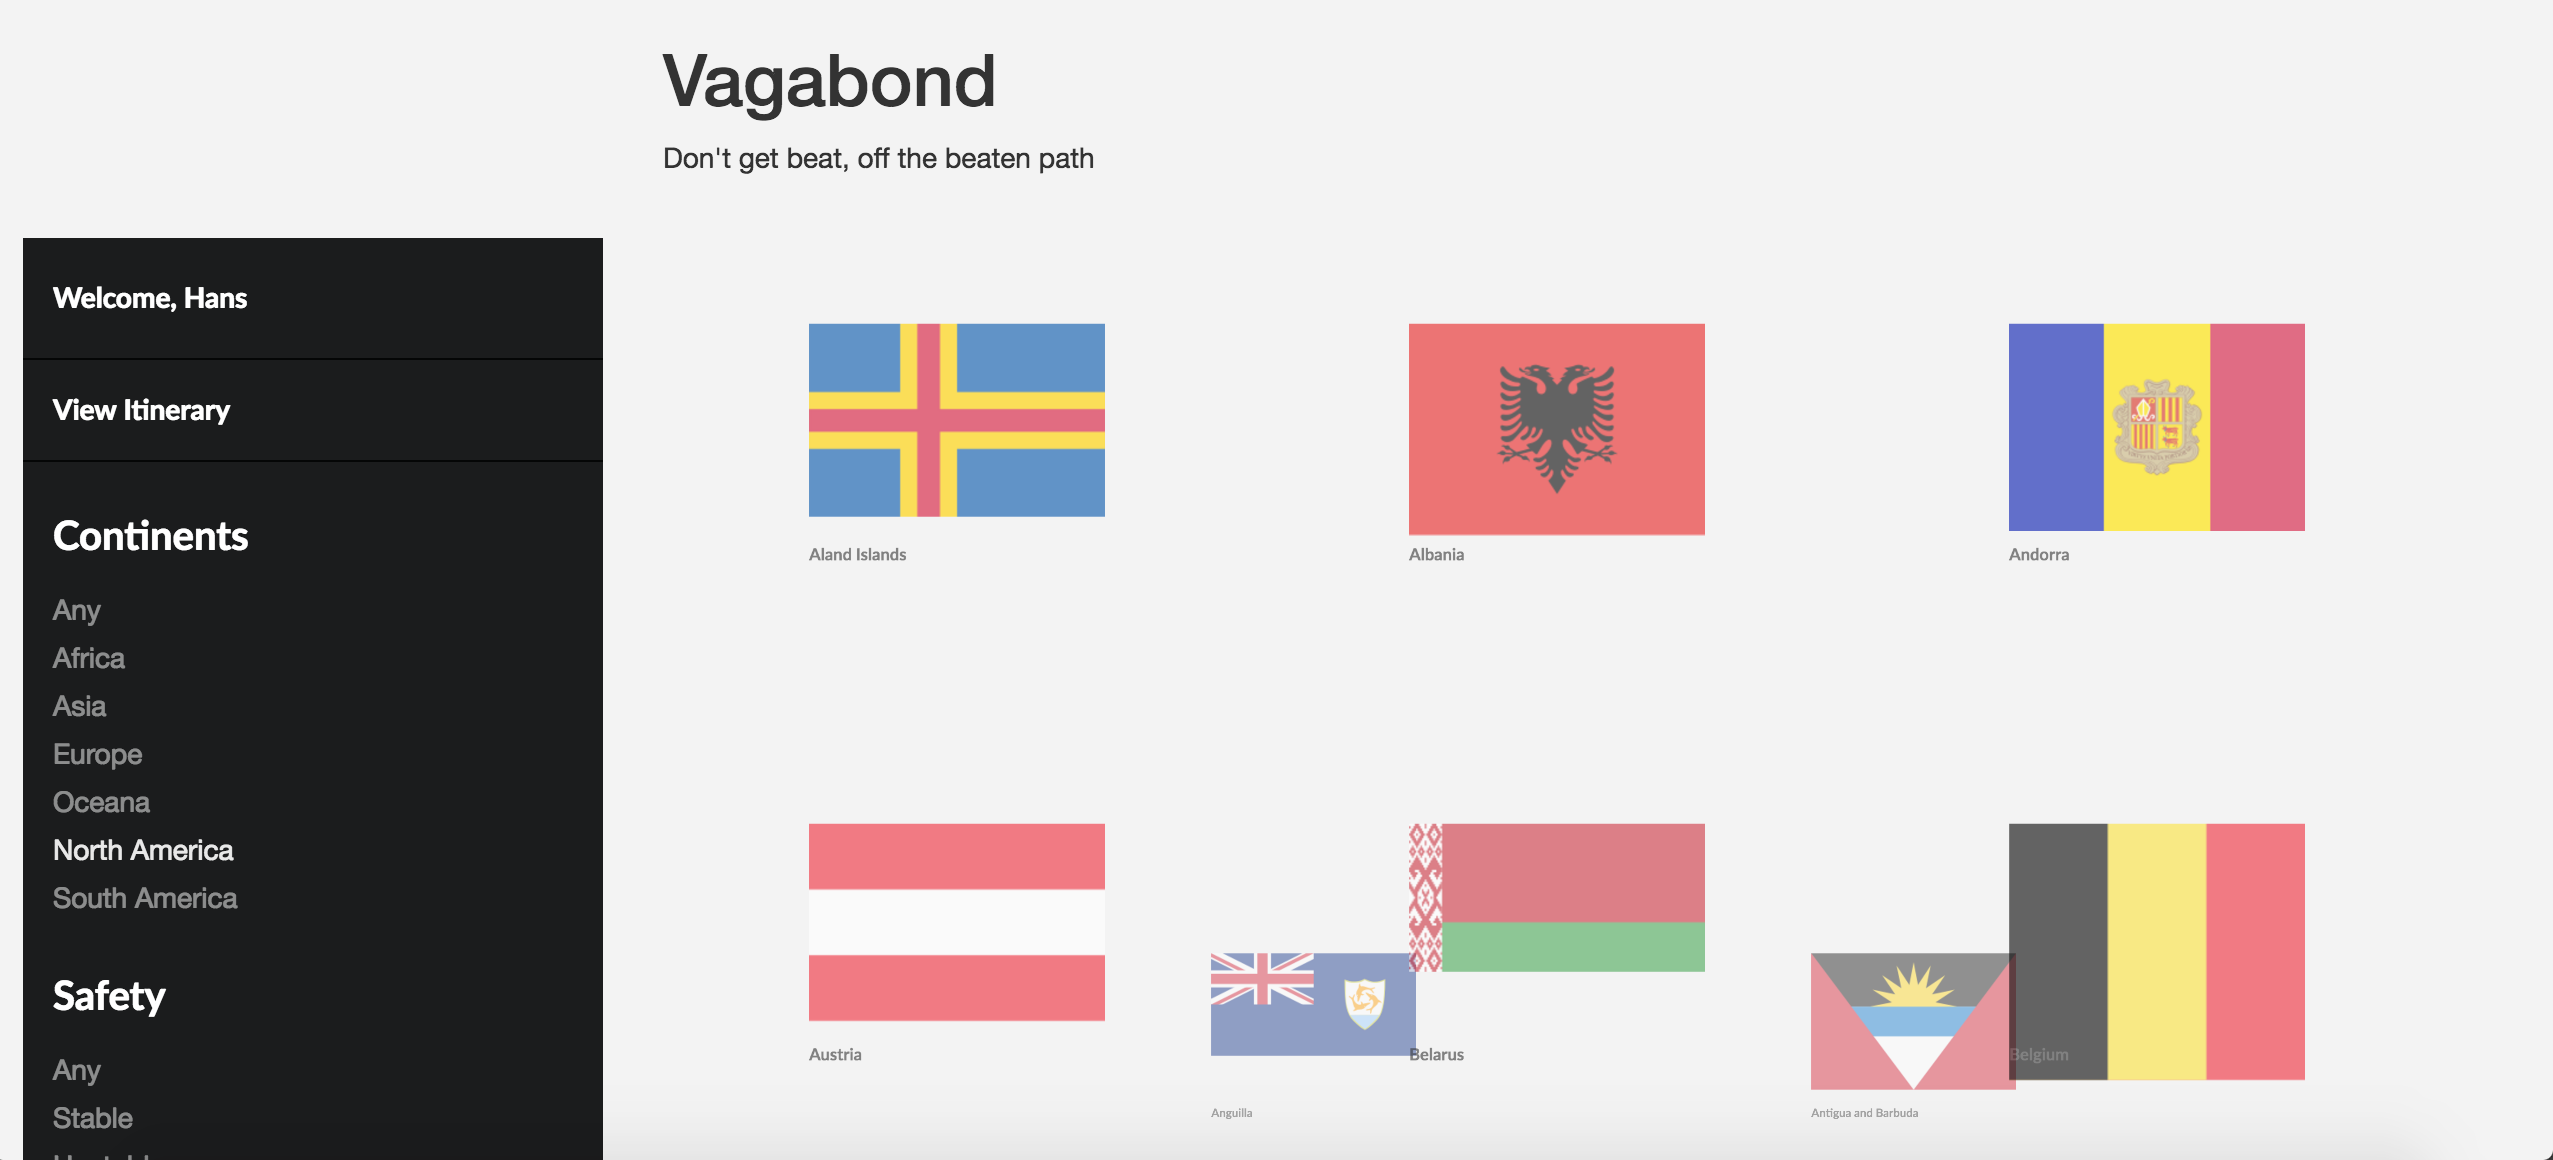 Vagabond
Don't get beat, off the beaten path
Welcome, Hans
View Itinerary
Continents
Any
Africa
Asia
Europe
Oceana
North America
South America
Safety
Any
Stable
Aland Islands
Albania
Andorra
Austria
Belarus
Belgium
Anguilla
Antigua and Barbuda